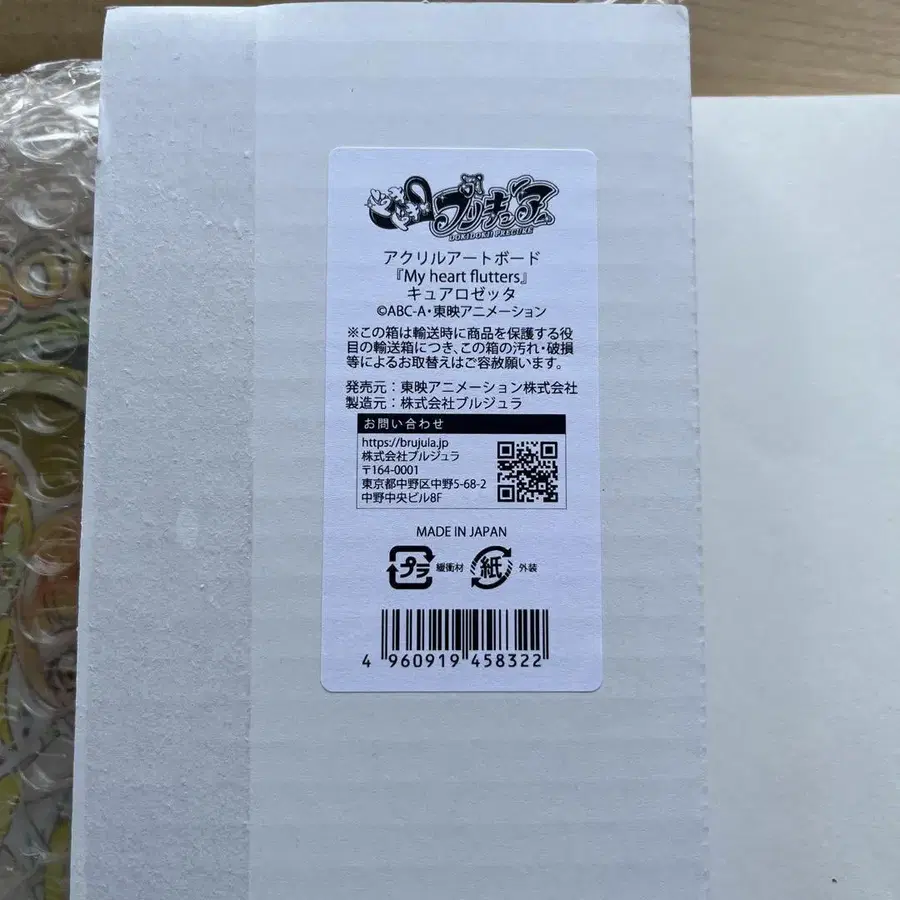 ドキドキ!
プリキュア
DOKIDOKI! PRECURE
アクリルアートボード
『My heart flutters』
キュアロゼッタ
©ABC-A・東映アニメーション
※この箱は輸送時に商品を保護する役
目の輸送箱につき、この箱の汚れ・破損
等によるお取替えはご容赦願います。
発売元：東映アニメーション株式会社
製造元：株式会社ブルジュラ
お問い合わせ
https://brujula.jp
株式会社ブルジュラ
〒164-0001
東京都中野区中野5-68-2
中野中央ビル8F
MADE IN JAPAN
プラ 緩衝材 紙 外装
4 960919 458322